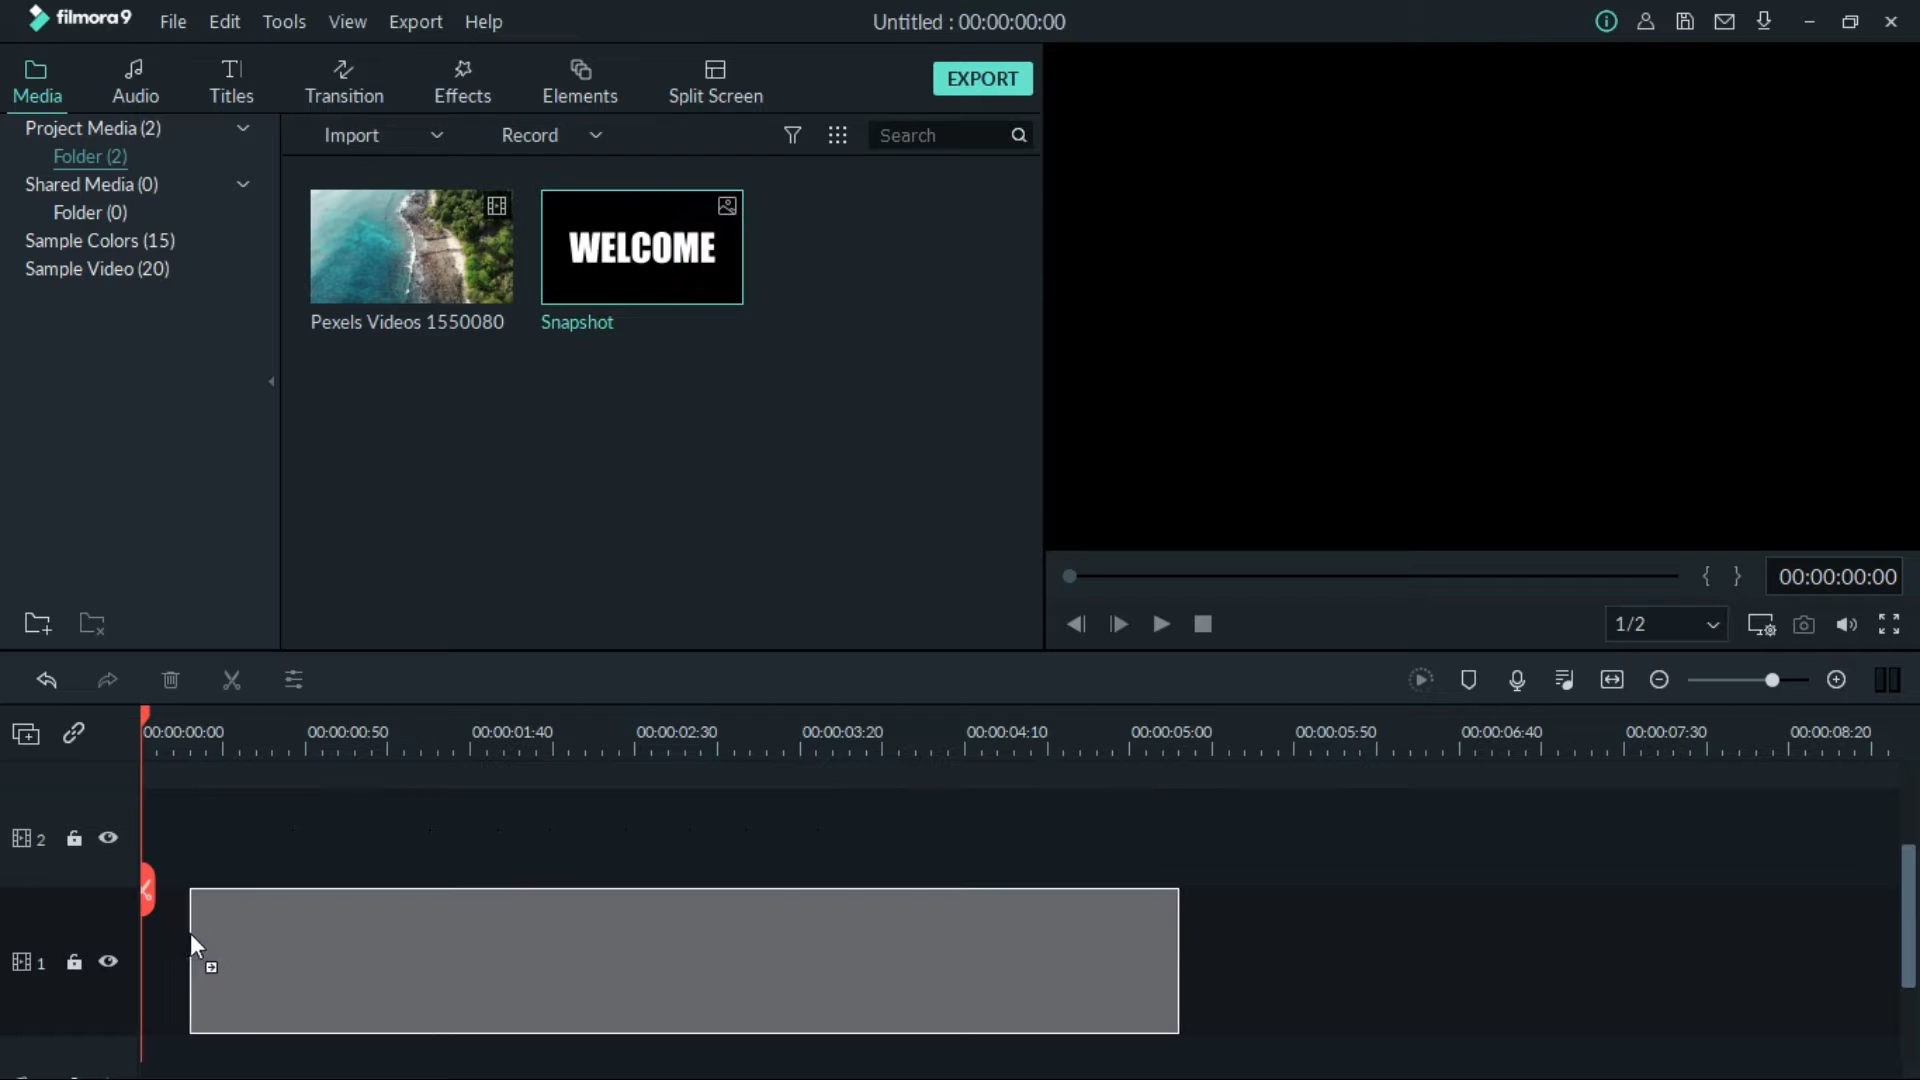 filmora9 File Edit Tools View Export Help Untitled : 00:00:00:00
Media Audio Titles Transition Effects Elements Split Screen EXPORT
Project Media (2)
Folder (2)
Shared Media (0)
Folder (0)
Sample Colors (15)
Sample Video (20)
Import Record Search
WELCOME
Pexels Videos 1550080 Snapshot
00:00:00:00
1/2
00:00:00:00 00:00:00:50 00:00:01:40 00:00:02:30 00:00:03:20 00:00:04:10 00:00:05:00 00:00:05:50 00:00:06:40 00:00:07:30 00:00:08:20
2
1